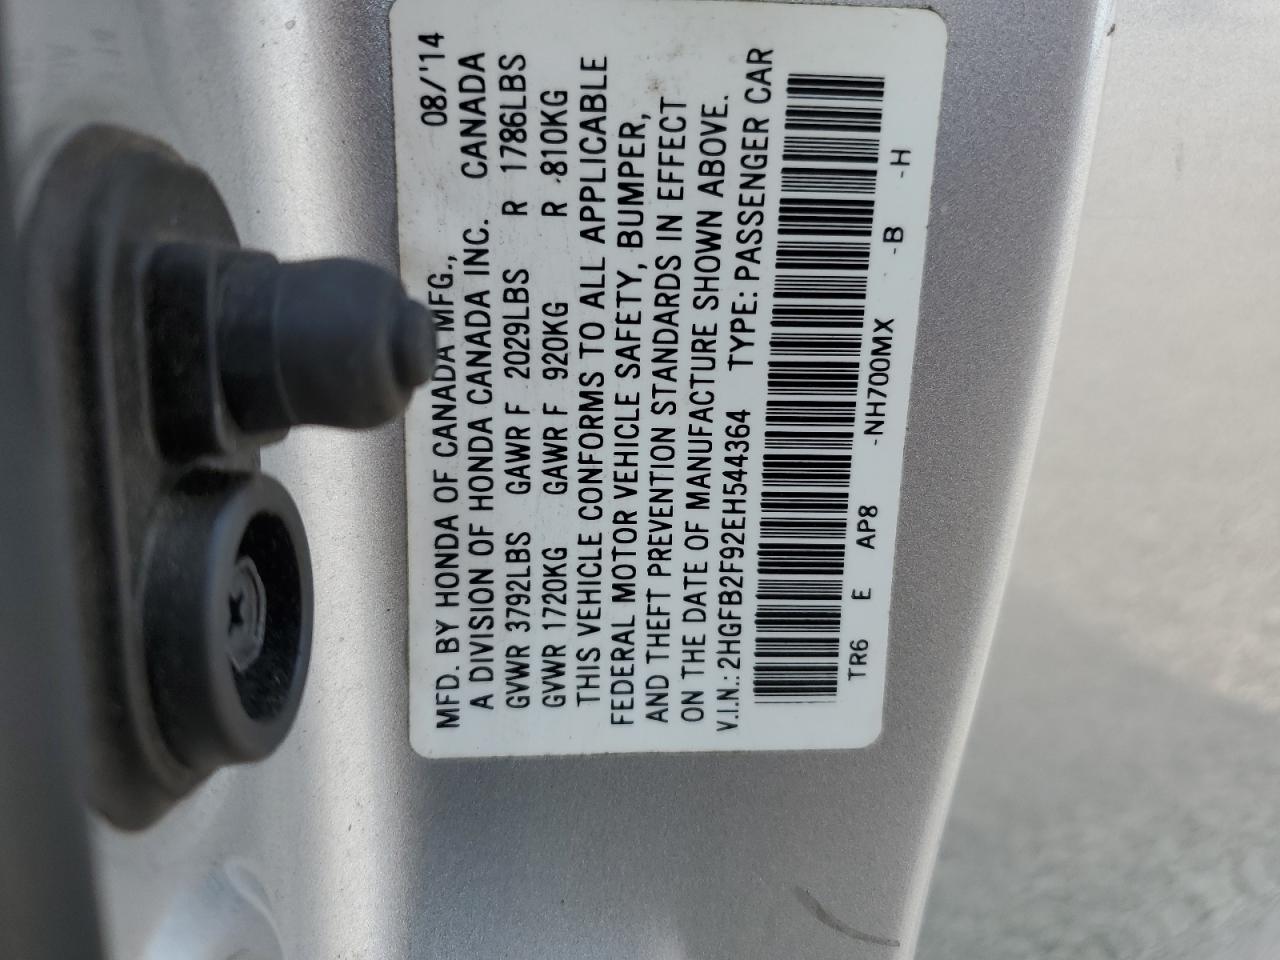 MFD. BY HONDA OF CANADA MFG., 08/'14
A DIVISION OF HONDA CANADA INC. CANADA
GVWR 3792LBS GAWR F 2029LBS R 1786LBS
GVWR 1720KG GAWR F 920KG R 810KG
THIS VEHICLE CONFORMS TO ALL APPLICABLE
FEDERAL MOTOR VEHICLE SAFETY, BUMPER,
AND THEFT PREVENTION STANDARDS IN EFFECT
ON THE DATE OF MANUFACTURE SHOWN ABOVE.
V.I.N.: 2HGFB2F92EH544364 TYPE: PASSENGER CAR
TR6 E AP8 -NH700MX -B -H